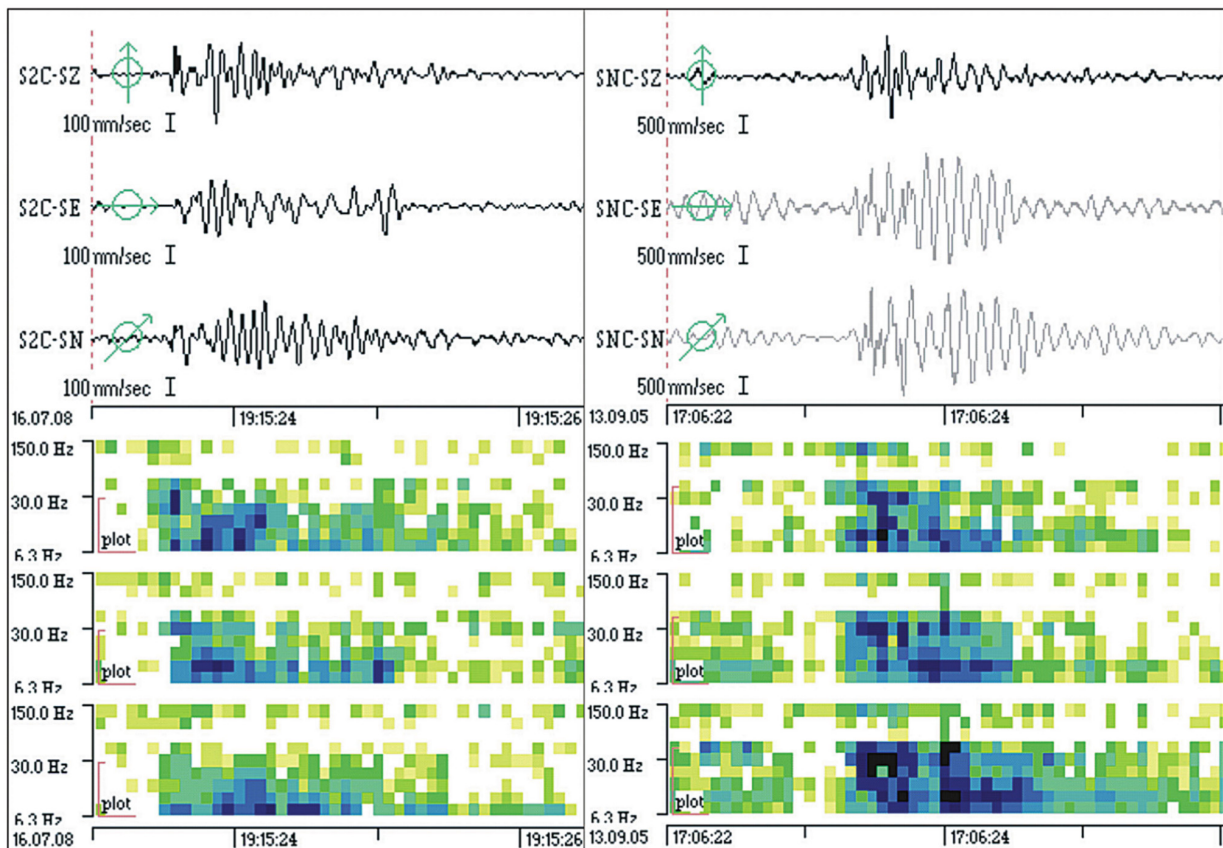 S2C-SZ
100 mm/sec I
S2C-SE
100 mm/sec I
S2C-SN
100 mm/sec I
16.07.08 19:15:24 19:15:26
150.0 Hz
30.0 Hz
plot
6.3 Hz
150.0 Hz
30.0 Hz
plot
6.3 Hz
150.0 Hz
30.0 Hz
plot
6.3 Hz
16.07.08 19:15:24 19:15:26
SNC-SZ
500 mm/sec I
SNC-SE
500 mm/sec I
SNC-SN
500 mm/sec I
13.09.05 17:06:22 17:06:24
150.0 Hz
30.0 Hz
plot
6.3 Hz
150.0 Hz
30.0 Hz
plot
6.3 Hz
150.0 Hz
30.0 Hz
plot
6.3 Hz
13.09.05 17:06:22 17:06:24